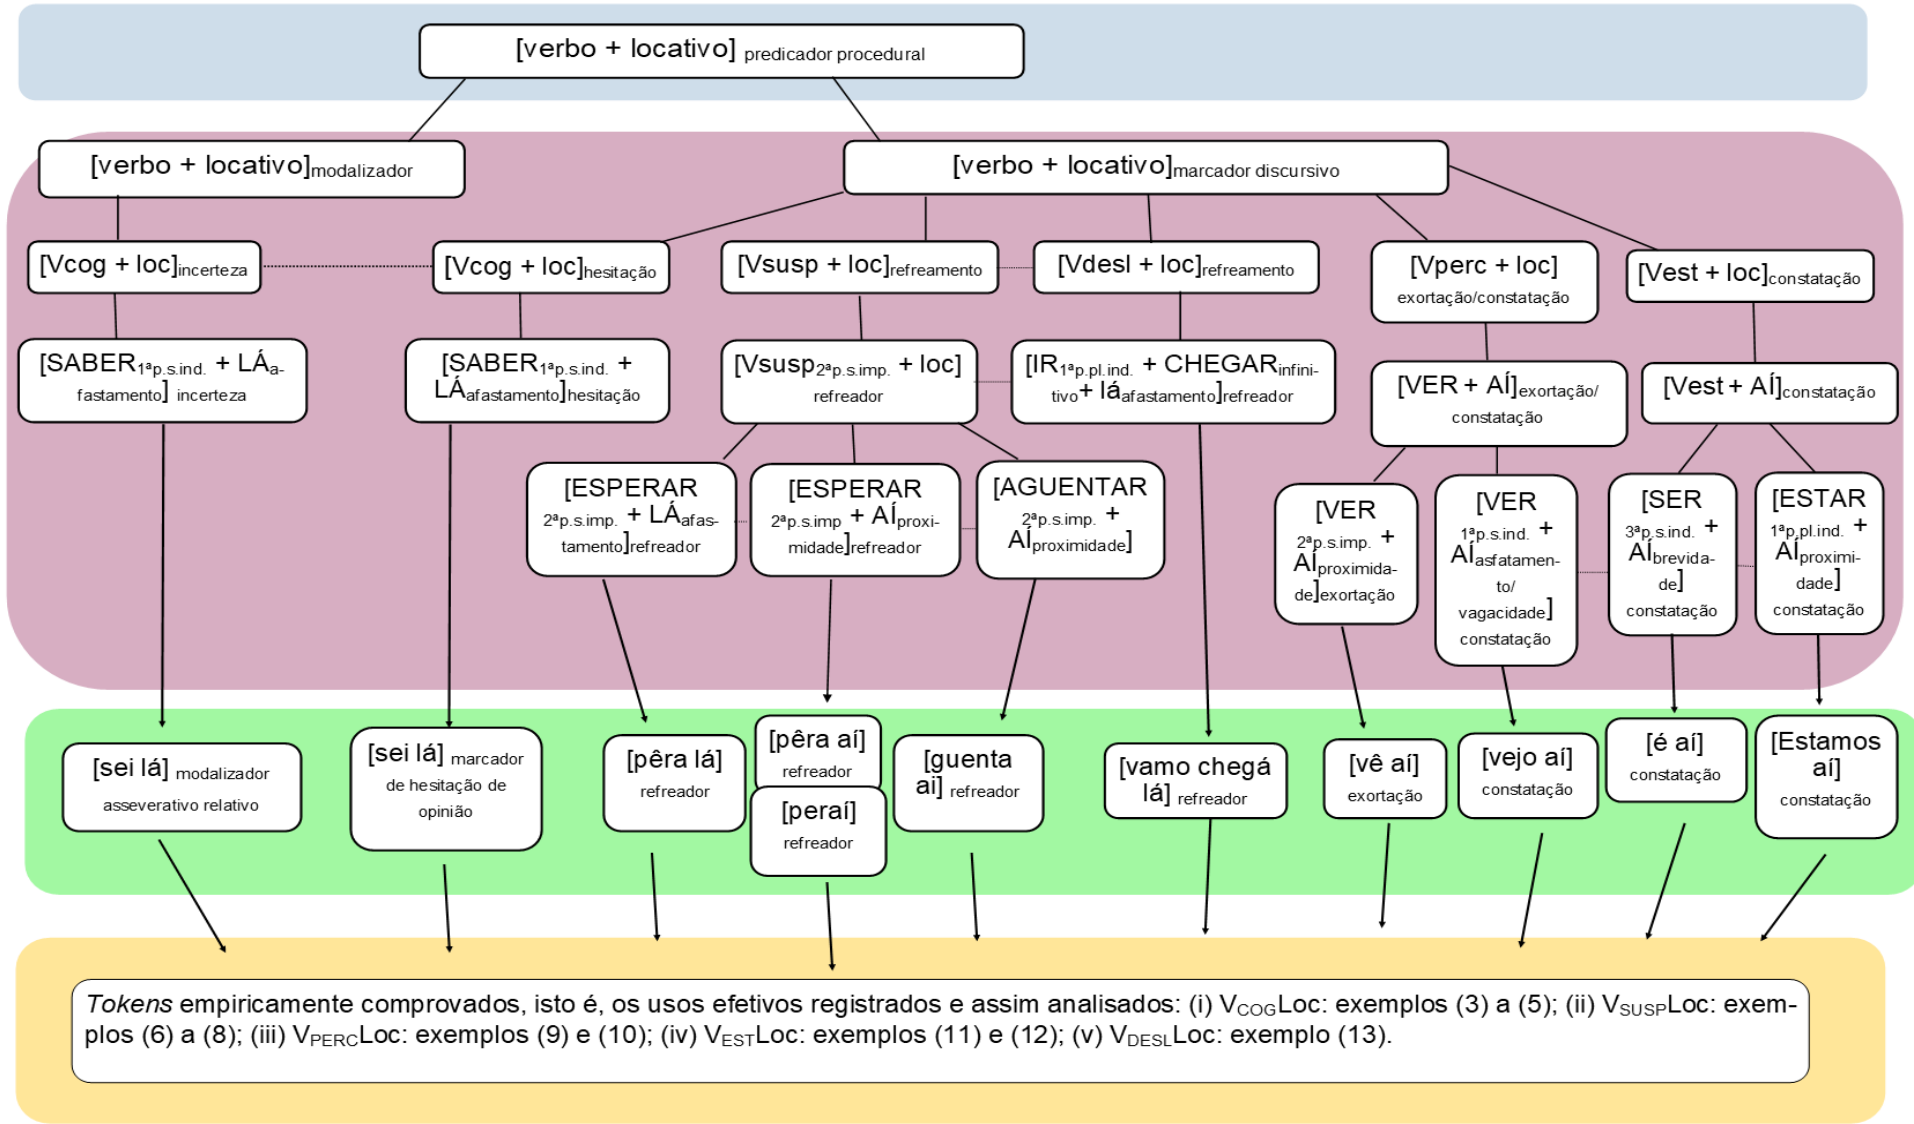 [verbo + locativo] predicador procedural
[verbo + locativo]modalizador
[verbo + locativo]marcador discursivo
[Vcog + loc]incerteza
[Vcog + loc]hesitação
[Vsusp + loc]refreamento
[Vdesl + loc]refreamento
[Vperc + loc]
exortação/constatação
[Vest + loc]constatação
[SABER1ªp.s.ind. + LÁa-
fastamento] incerteza
[SABER1ªp.s.ind. +
LÁafastamento]hesitação
[Vsusp2ªp.s.imp. + loc]
refreador
[IR1ªp.pl.ind. + CHEGARinfini-
tivo+ láafastamento]refreador
[VER + AÍ]exortação/
constatação
[Vest + AÍ]constatação
[ESPERAR
2ªp.s.imp. + LÁafas-
tamento]refreador
[ESPERAR
2ªp.s.imp + AÍproxi-
midade]refreador
[AGUENTAR
2ªp.s.imp. +
AÍproximidade]
[VER
2ªp.s.imp. +
AÍproximida-
de]exortação
[VER
1ªp.s.ind. +
AÍasfatamen-
to/
vagacidade]
constatação
[SER
3ªp.s.ind. +
AÍbrevida-
de]
constatação
[ESTAR
1ªp.pl.ind. +
AÍproximi-
dade]
constatação
[sei lá] modalizador
asseverativo relativo
[sei lá] marcador
de hesitação de
opinião
[pêra lá]
refreador
[pêra aí]
refreador
[peraí]
refreador
[guenta
ai] refreador
[vamo chegá
lá] refreador
[vê aí]
exortação
[vejo aí]
constatação
[é aí]
constatação
[Estamos
aí]
constatação
Tokens empiricamente comprovados, isto é, os usos efetivos registrados e assim analisados: (i) VCOGLoc: exemplos (3) a (5); (ii) VSUSPLoc: exem-
plos (6) a (8); (iii) VPERCLoc: exemplos (9) e (10); (iv) VESTLoc: exemplos (11) e (12); (v) VDESLLoc: exemplo (13).